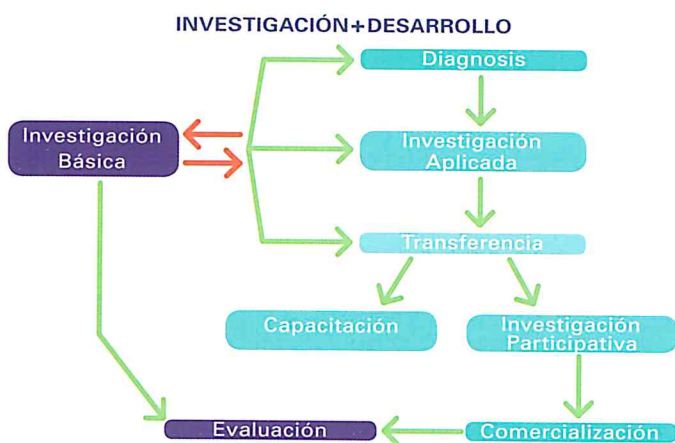 INVESTIGACIÓN+DESARROLLO
Diagnosis
Investigación
Básica
Investigación
Aplicada
Transferencia
Capacitación
Investigación
Participativa
Evaluación
Comercialización